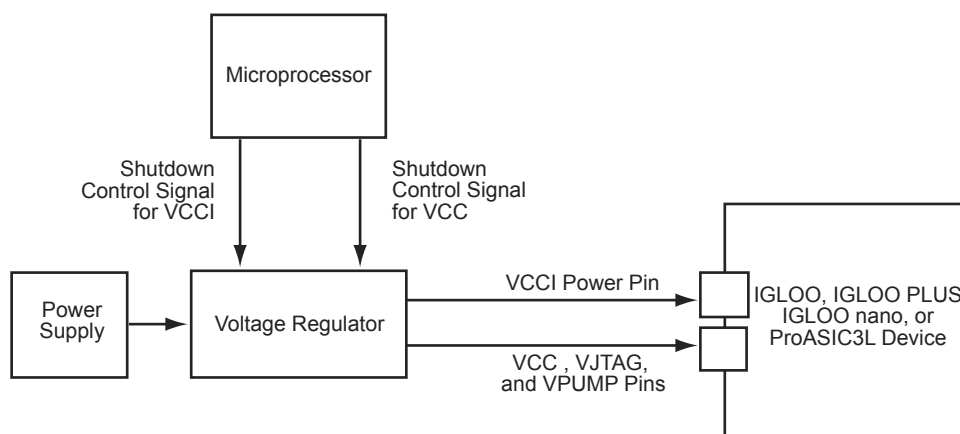 Microprocessor
Shutdown
Control Signal
for VCCI
Shutdown
Control Signal
for VCC
Power
Supply
Voltage Regulator
VCCI Power Pin
VCC , VJTAG,
and VPUMP Pins
IGLOO, IGLOO PLUS
IGLOO nano, or
ProASIC3L Device